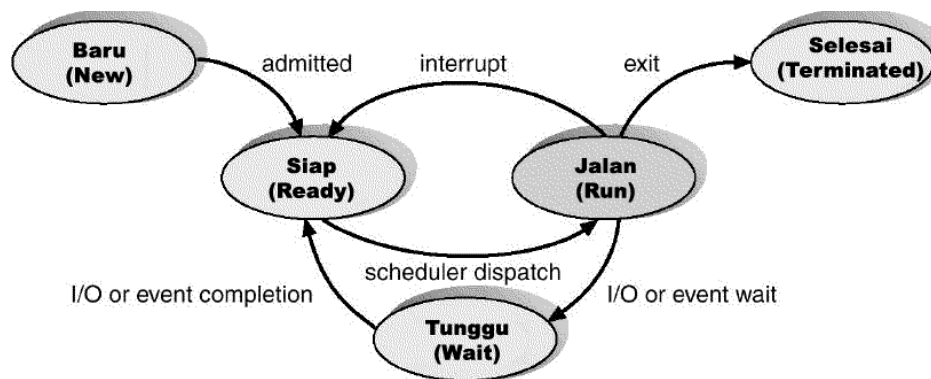 Baru
(New)
Selesai
(Terminated)
admitted
interrupt
exit
Siap
(Ready)
Jalan
(Run)
scheduler dispatch
I/O or event completion
I/O or event wait
Tunggu
(Wait)